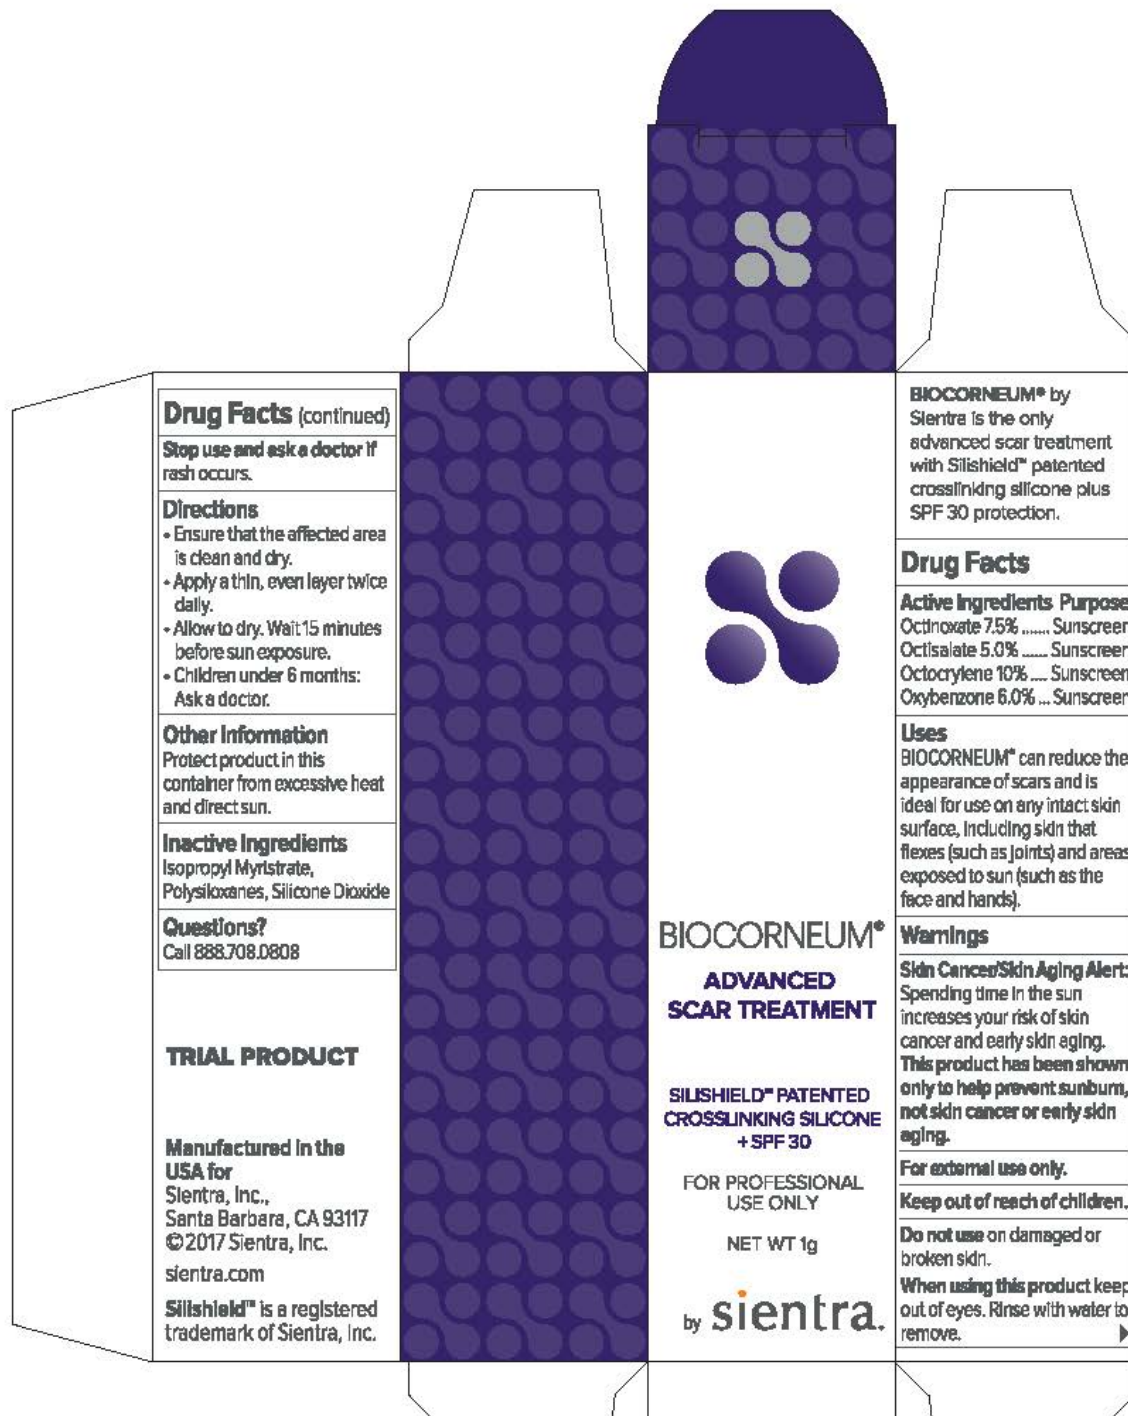 Drug Facts (continued)
Stop use and ask a doctor if
rash occurs.
Directions
• Ensure that the affected area
is clean and dry.
• Apply a thin, even layer twice
daily.
• Allow to dry. Wait 15 minutes
before sun exposure.
• Children under 6 months:
Ask a doctor.
Other Information
Protect product in this
container from excessive heat
and direct sun.
Inactive Ingredients
Isopropyl Myristrate,
Polysiloxanes, Silicone Dioxide
Questions?
Call 888.708.0808
TRIAL PRODUCT
Manufactured in the
USA for
Sientra, Inc.,
Santa Barbara, CA 93117
©2017 Sientra, Inc.
sientra.com
Silishield™ is a registered
trademark of Sientra, Inc.
BIOCORNEUM®
ADVANCED
SCAR TREATMENT
SILISHIELD™ PATENTED
CROSSLINKING SILICONE
+ SPF 30
FOR PROFESSIONAL
USE ONLY
NET WT 1g
by sientra.
BIOCORNEUM® by
Sientra is the only
advanced scar treatment
with Silishield™ patented
crosslinking silicone plus
SPF 30 protection.
Drug Facts
Active Ingredients Purpose
Octinoxate 7.5% ....... Sunscreen
Octisalate 5.0% ...... Sunscreen
Octocrylene 10% .... Sunscreen
Oxybenzone 6.0% ... Sunscreen
Uses
BIOCORNEUM® can reduce the
appearance of scars and is
ideal for use on any intact skin
surface, including skin that
flexes (such as joints) and areas
exposed to sun (such as the
face and hands).
Warnings
Skin Cancer/Skin Aging Alert:
Spending time in the sun
increases your risk of skin
cancer and early skin aging.
This product has been shown
only to help prevent sunburn,
not skin cancer or early skin
aging.
For external use only.
Keep out of reach of children.
Do not use on damaged or
broken skin.
When using this product keep
out of eyes. Rinse with water to
remove.